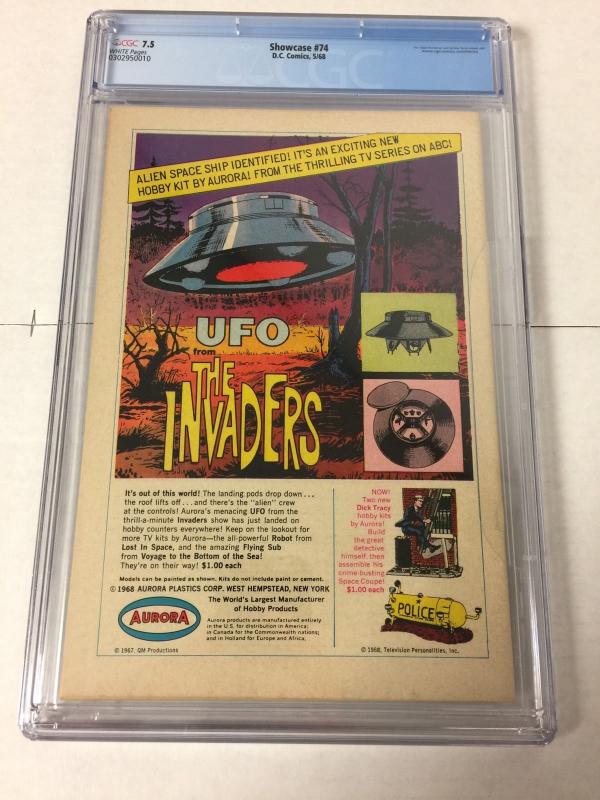 CGC 7.5
WHITE Pages
0302950010
Showcase #74
D.C. Comics, 5/68
CGC
ALIEN SPACE SHIP IDENTIFIED! IT'S AN EXCITING NEW
HOBBY KIT BY AURORA! FROM THE THRILLING TV SERIES ON ABC!
UFO
from
THE
INVADERS
It's out of this world! The landing pods drop down...
the roof lifts off...and there's the "alien" crew
at the controls! Aurora's menacing UFO from the
thrill-a-minute Invaders show has just landed on
hobby counters everywhere! Keep on the lookout for
more TV kits by Aurora—the all-powerful Robot from
Lost In Space, and the amazing Flying Sub
from Voyage to the Bottom of the Sea!
They're on their way! $1.00 each
Models can be painted as shown. Kits do not include paint or cement.
© 1968 AURORA PLASTICS CORP. WEST HEMPSTEAD, NEW YORK
AURORA
The World's Largest Manufacturer
of Hobby Products
Aurora products are manufactured entirely
in the U.S. for distribution in America;
in Canada for the Commonwealth nations;
and in Holland for Europe and Africa.
© 1967, QM Productions
NOW!
Two new
Dick Tracy
hobby kits
by Aurora!
Build
the great
detective
himself, then
assemble his
crime-busting
Space Coupe!
$1.00 each
POLICE
© 1968, Television Personalities, Inc.